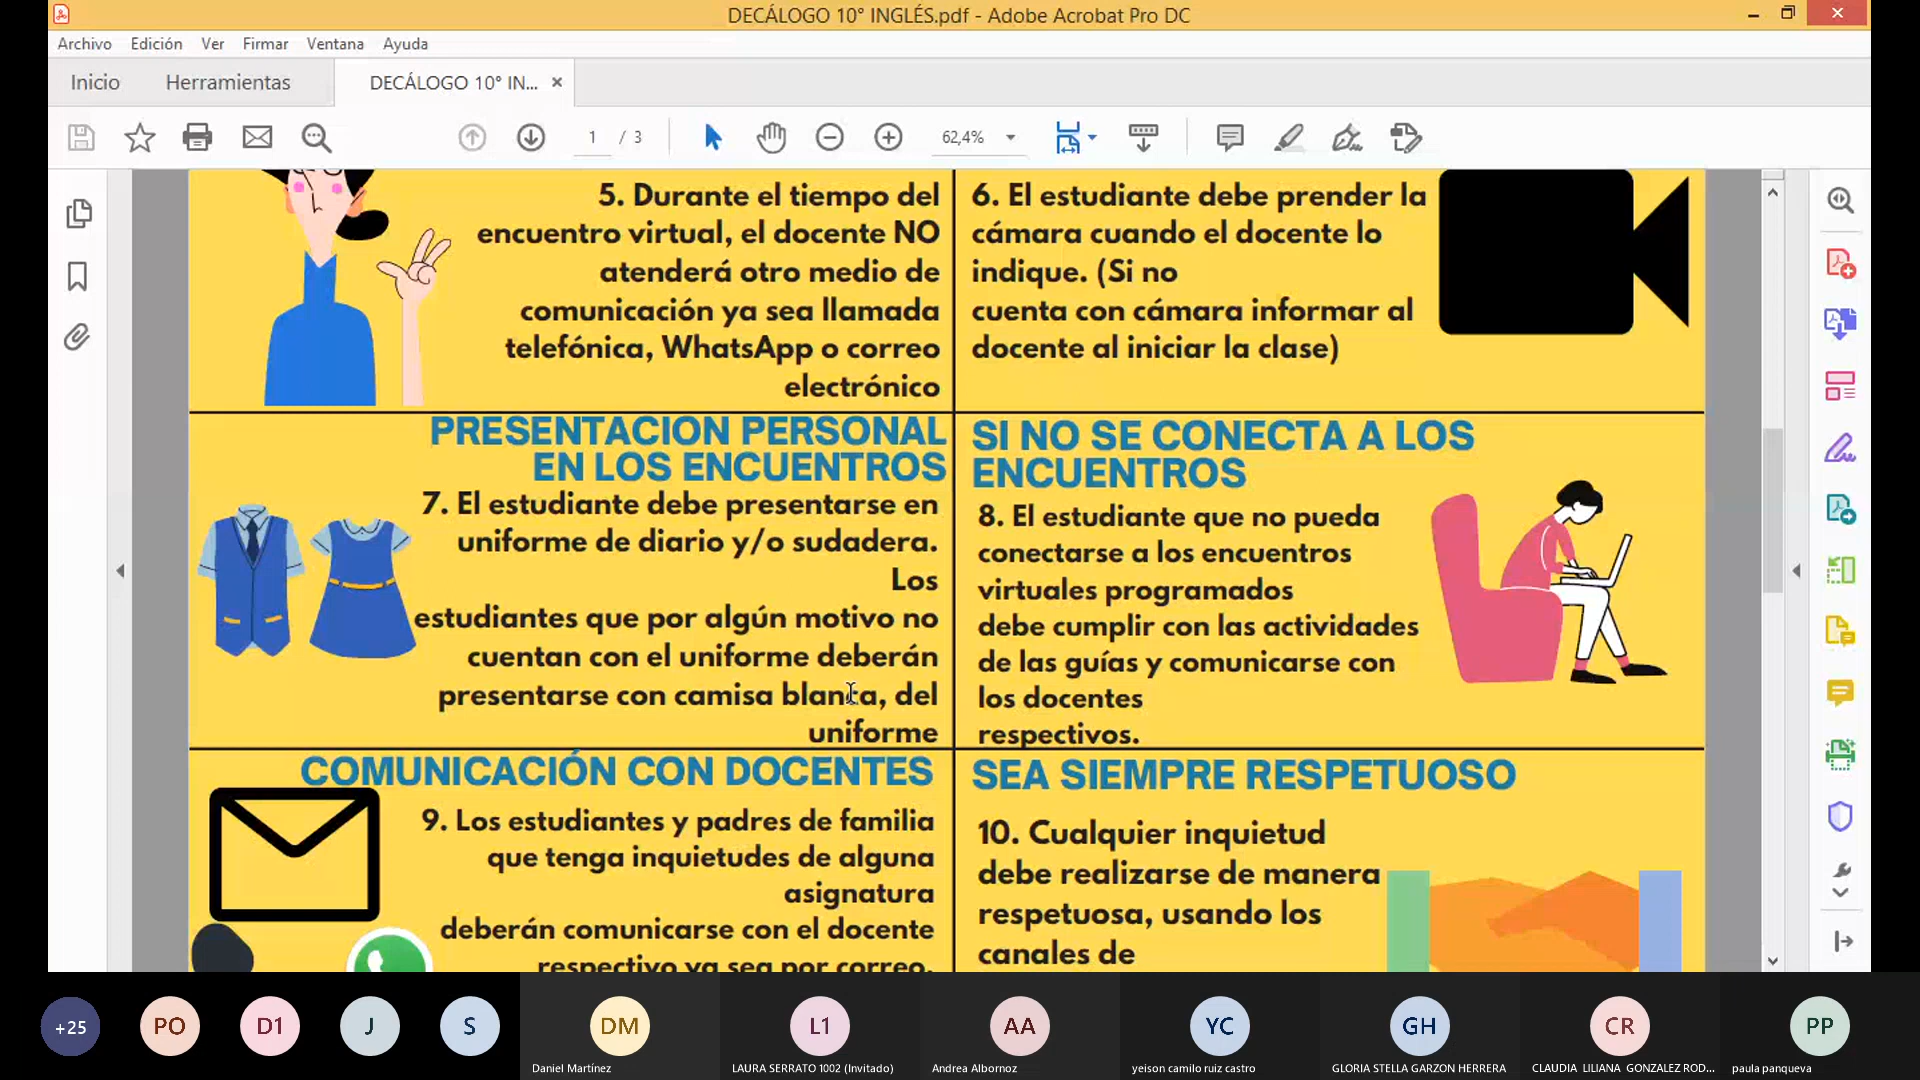 DECÁLOGO 10° INGLÉS.pdf - Adobe Acrobat Pro DC
Archivo Edición Ver Firmar Ventana Ayuda
Inicio Herramientas DECÁLOGO 10° IN... ×
1 / 3 62,4%
5. Durante el tiempo del
encuentro virtual, el docente NO
atenderá otro medio de
comunicación ya sea llamada
telefónica, WhatsApp o correo
electrónico
6. El estudiante debe prender la
cámara cuando el docente lo
indique. (Si no
cuenta con cámara informar al
docente al iniciar la clase)
PRESENTACION PERSONAL
EN LOS ENCUENTROS
7. El estudiante debe presentarse en
uniforme de diario y/o sudadera.
Los
estudiantes que por algún motivo no
cuentan con el uniforme deberán
presentarse con camisa blanca, del
uniforme
SI NO SE CONECTA A LOS
ENCUENTROS
8. El estudiante que no pueda
conectarse a los encuentros
virtuales programados
debe cumplir con las actividades
de las guías y comunicarse con
los docentes
respectivos.
COMUNICACIÓN CON DOCENTES
9. Los estudiantes y padres de familia
que tenga inquietudes de alguna
asignatura
deberán comunicarse con el docente
respectivo ya sea por correo,
SEA SIEMPRE RESPETUOSO
10. Cualquier inquietud
debe realizarse de manera
respetuosa, usando los
canales de
+25 PO D1 J S DM L1 AA YC GH CR PP
Daniel Martínez LAURA SERRATO 1002 (Invitado) Andrea Albornoz yeison camilo ruiz castro GLORIA STELLA GARZON HERRERA CLAUDIA LILIANA GONZALEZ ROD... paula panqueva